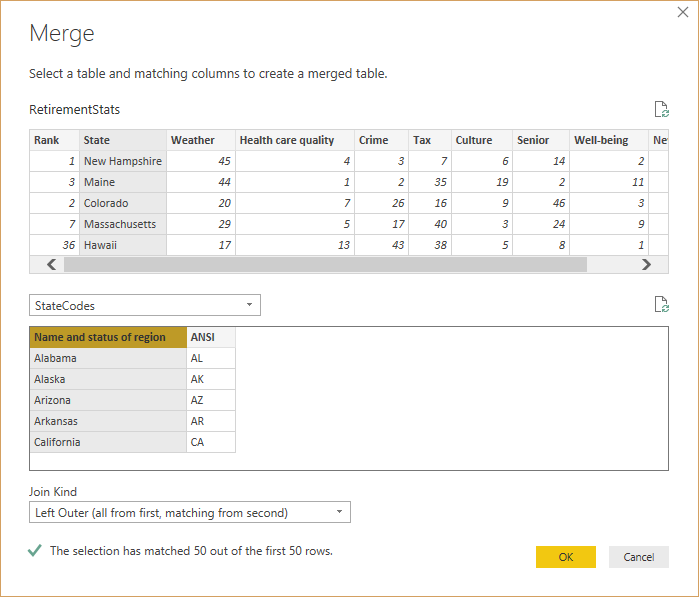 Merge
Select a table and matching columns to create a merged table.
RetirementStats
Rank State Weather Health care quality Crime Tax Culture Senior Well-being Ne
1 New Hampshire 45 4 3 7 6 14 2
3 Maine 44 1 2 35 19 2 11
2 Colorado 20 7 26 16 9 46 3
7 Massachusetts 29 5 17 40 3 24 9
36 Hawaii 17 13 43 38 5 8 1
StateCodes
Name and status of region ANSI
Alabama AL
Alaska AK
Arizona AZ
Arkansas AR
California CA
Join Kind
Left Outer (all from first, matching from second)
The selection has matched 50 out of the first 50 rows.
OK Cancel